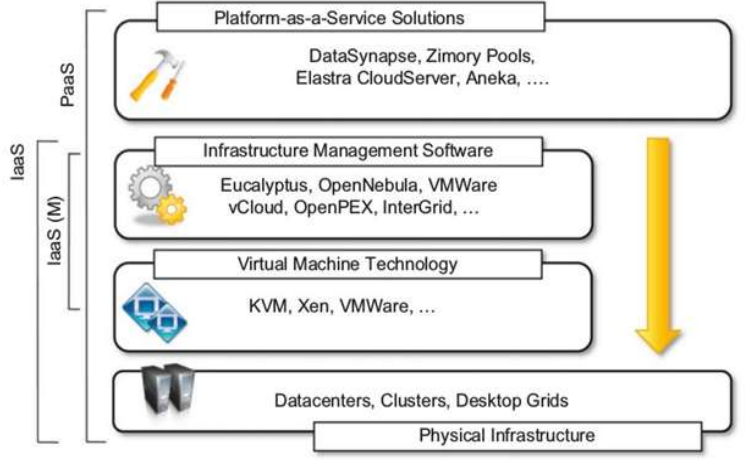 Platform-as-a-Service Solutions
DataSynapse, Zimory Pools,
Elastra CloudServer, Aneka, ….
PaaS
IaaS
IaaS (M)
Infrastructure Management Software
Eucalyptus, OpenNebula, VMWare
vCloud, OpenPEX, InterGrid, …
Virtual Machine Technology
KVM, Xen, VMWare, …
Datacenters, Clusters, Desktop Grids
Physical Infrastructure